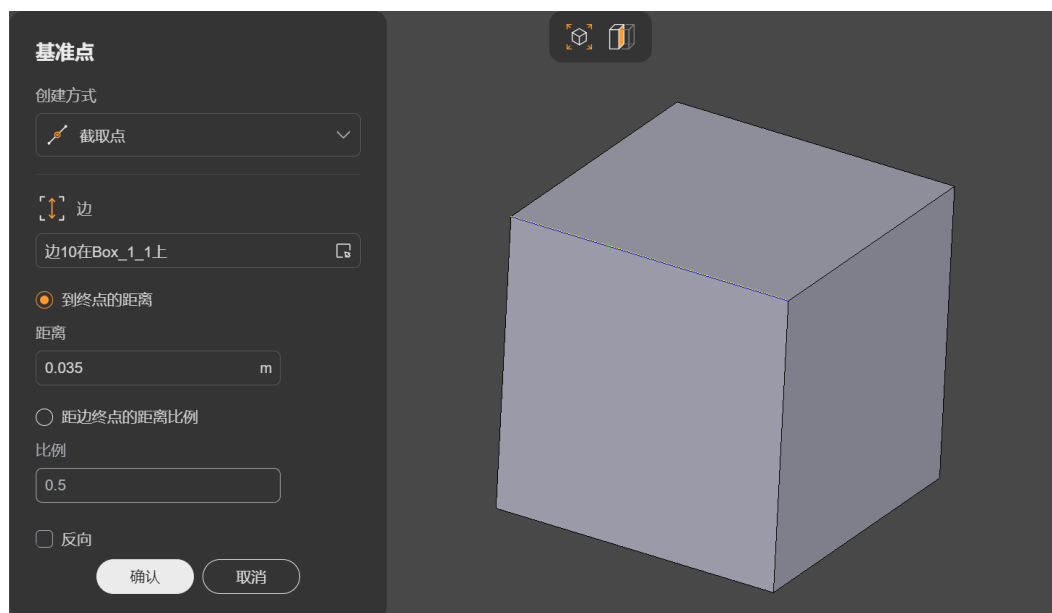 基准点
创建方式
截取点
边
边10在Box_1_1上
到终点的距离
距离
0.035 m
距边终点的距离比例
比例
0.5
反向
确认 取消